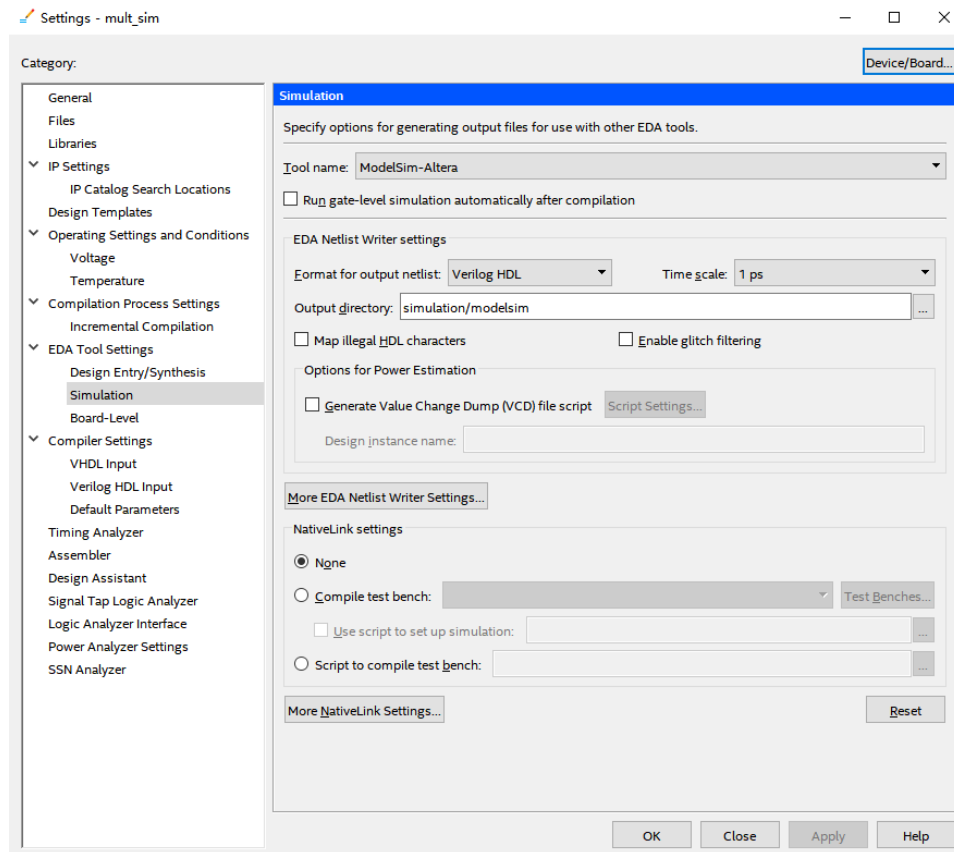 Settings - mult_sim
Category:
Device/Board...
General
Files
Libraries
IP Settings
IP Catalog Search Locations
Design Templates
Operating Settings and Conditions
Voltage
Temperature
Compilation Process Settings
Incremental Compilation
EDA Tool Settings
Design Entry/Synthesis
Simulation
Board-Level
Compiler Settings
VHDL Input
Verilog HDL Input
Default Parameters
Timing Analyzer
Assembler
Design Assistant
Signal Tap Logic Analyzer
Logic Analyzer Interface
Power Analyzer Settings
SSN Analyzer
Simulation
Specify options for generating output files for use with other EDA tools.
Tool name: ModelSim-Altera
Run gate-level simulation automatically after compilation
EDA Netlist Writer settings
Format for output netlist: Verilog HDL Time scale: 1 ps
Output directory: simulation/modelsim ...
Map illegal HDL characters Enable glitch filtering
Options for Power Estimation
Generate Value Change Dump (VCD) file script Script Settings...
Design instance name:
More EDA Netlist Writer Settings...
NativeLink settings
None
Compile test bench: Test Benches...
Use script to set up simulation: ...
Script to compile test bench: ...
More NativeLink Settings... Reset
OK Close Apply Help